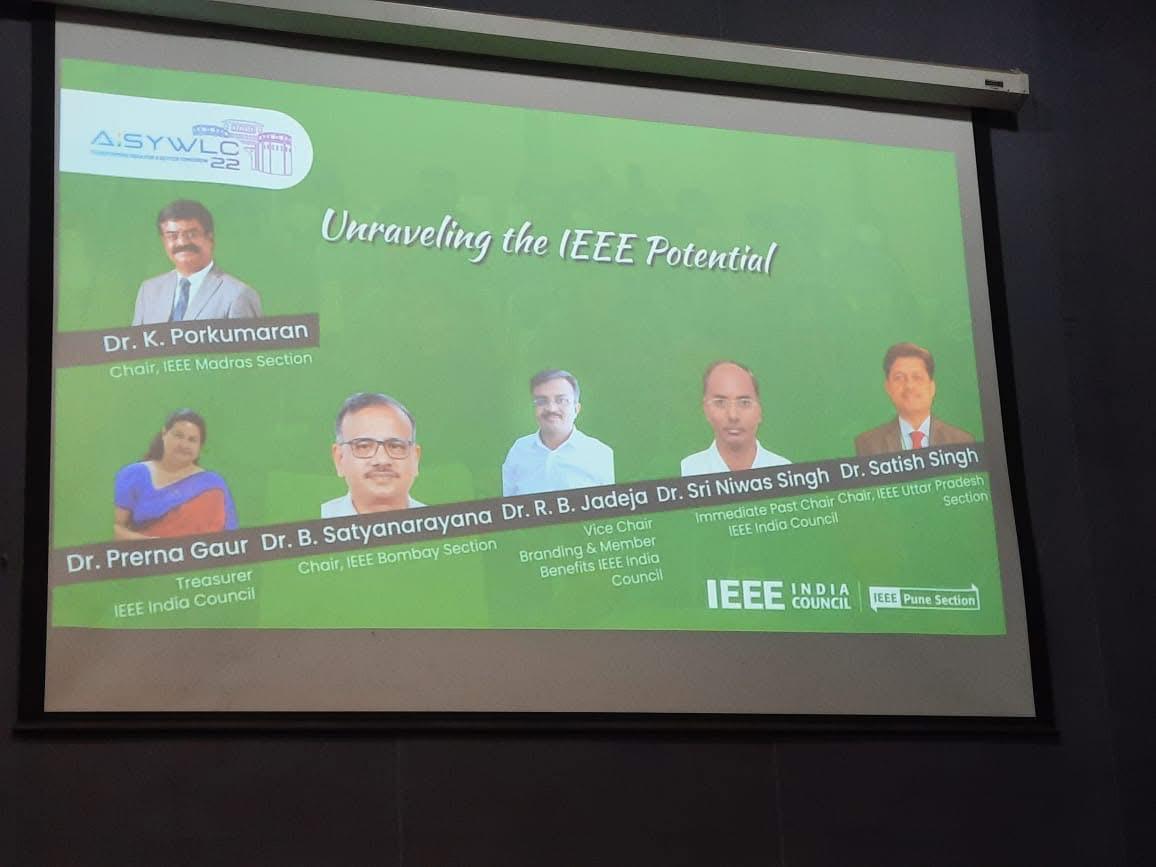 AISYWLC
22
Unraveling the IEEE Potential
Dr. K. Porkumaran
Chair, IEEE Madras Section
Dr. Prerna Gaur
Treasurer
IEEE India Council
Dr. B. Satyanarayana
Chair, IEEE Bombay Section
Dr. R. B. Jadeja
Vice Chair
Branding & Member
Benefits IEEE India
Council
Dr. Sri Niwas Singh
Immediate Past Chair
IEEE India Council
Dr. Satish Singh
Chair, IEEE Uttar Pradesh
Section
IEEE INDIA
COUNCIL
IEEE Pune Section